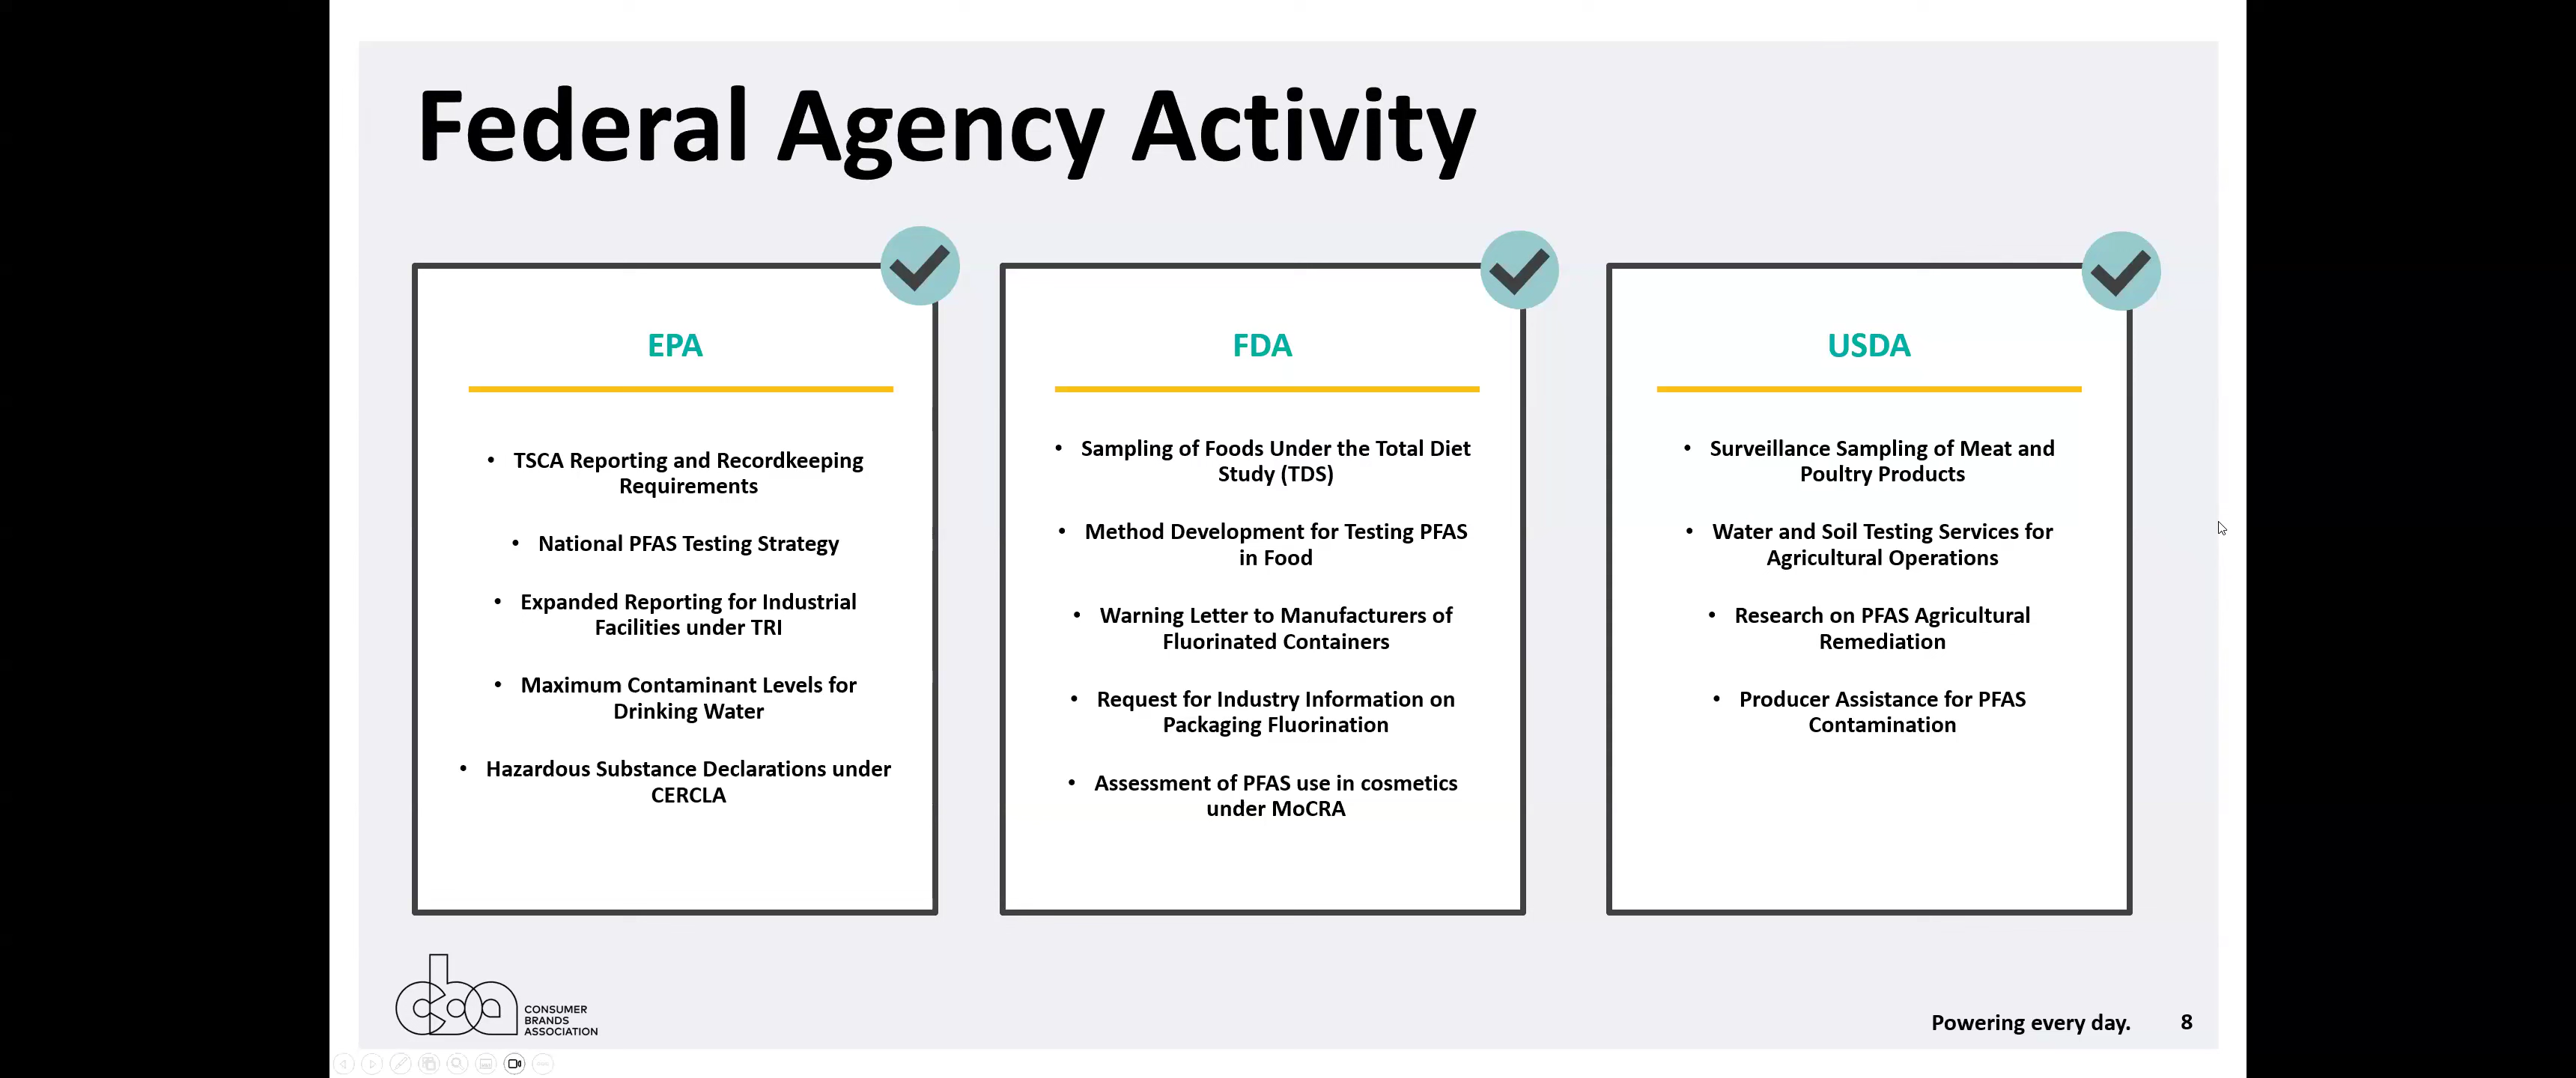 Federal Agency Activity
EPA
• TSCA Reporting and Recordkeeping
Requirements
• National PFAS Testing Strategy
• Expanded Reporting for Industrial
Facilities under TRI
• Maximum Contaminant Levels for
Drinking Water
• Hazardous Substance Declarations under
CERCLA
FDA
• Sampling of Foods Under the Total Diet
Study (TDS)
• Method Development for Testing PFAS
in Food
• Warning Letter to Manufacturers of
Fluorinated Containers
• Request for Industry Information on
Packaging Fluorination
• Assessment of PFAS use in cosmetics
under MoCRA
USDA
• Surveillance Sampling of Meat and
Poultry Products
• Water and Soil Testing Services for
Agricultural Operations
• Research on PFAS Agricultural
Remediation
• Producer Assistance for PFAS
Contamination
cba
CONSUMER
BRANDS
ASSOCIATION
Powering every day.
8